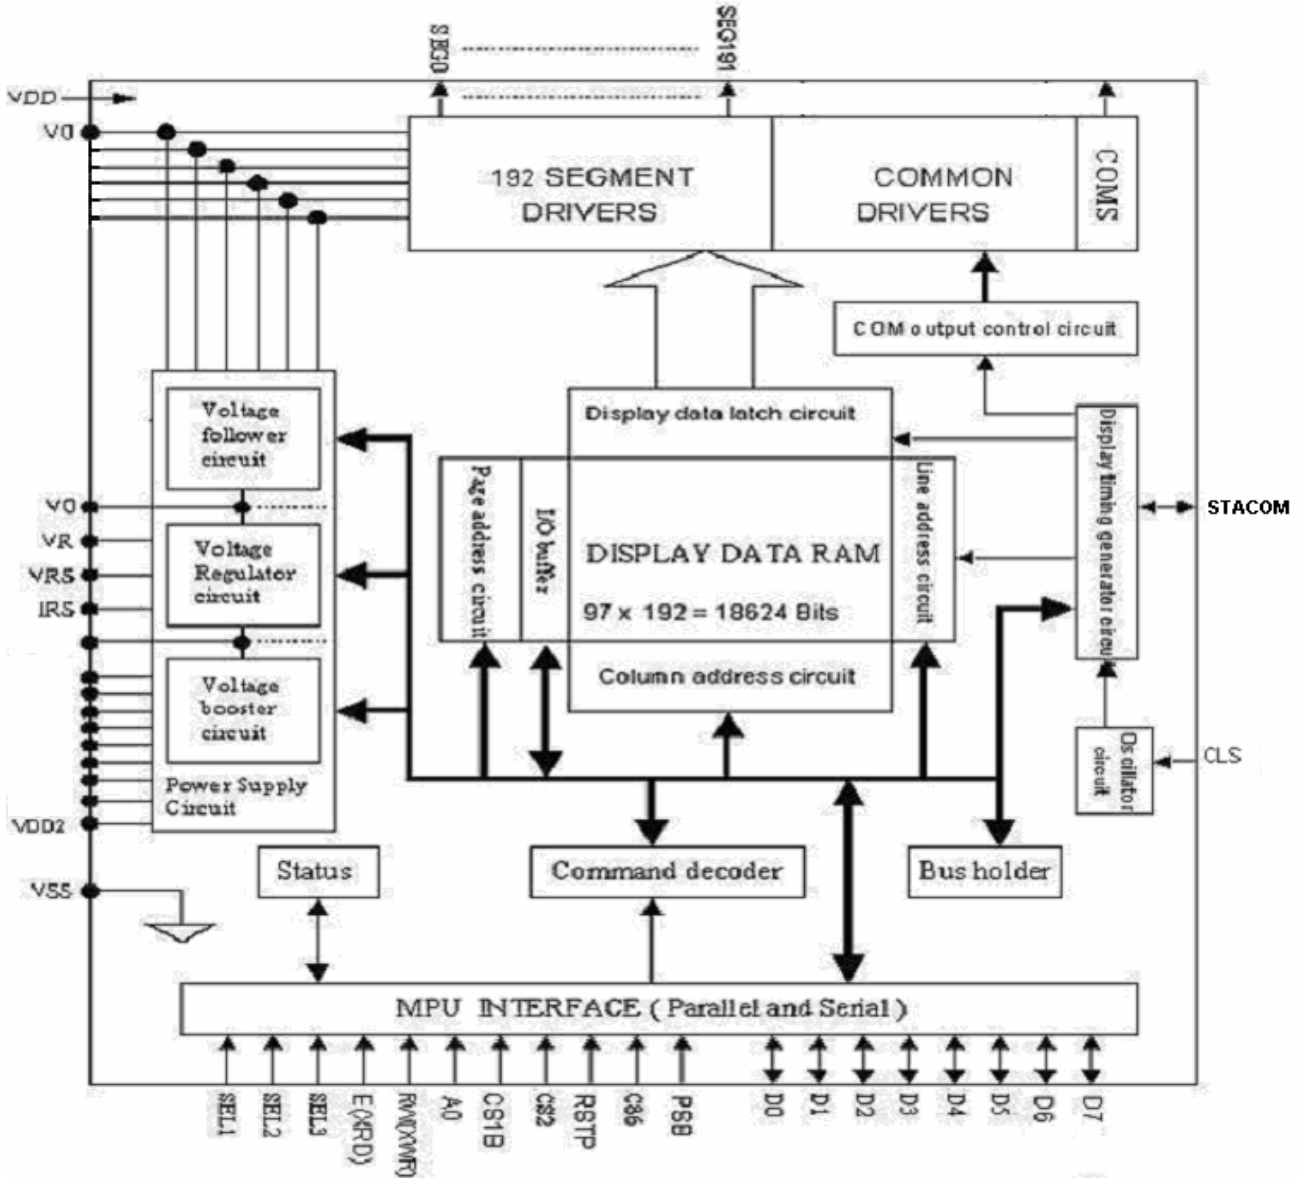 SEG0
SEG191
VDD
V0
192 SEGMENT
DRIVERS
COMMON
DRIVERS
COMS
COM output control circuit
Voltage
follower
circuit
Display data latch circuit
Display timing generator circuit
Page address circuit
I/O buffer
Line address circuit
STACOM
V0
VR
Voltage
Regulator
circuit
DISPLAY DATA RAM
VRS
IRS
97 x 192 = 18624 Bits
Voltage
booster
circuit
Column address circuit
Oscillator
circuit
CLS
Power Supply
Circuit
VDD2
Status
Command decoder
Bus holder
VSS
MPU INTERFACE ( Parallel and Serial )
SEL1
SEL2
SEL3
E(XRD)
RW(XWR)
A0
CS1B
CS2
RSTP
C86
PSB
D0
D1
D2
D3
D4
D5
D6
D7